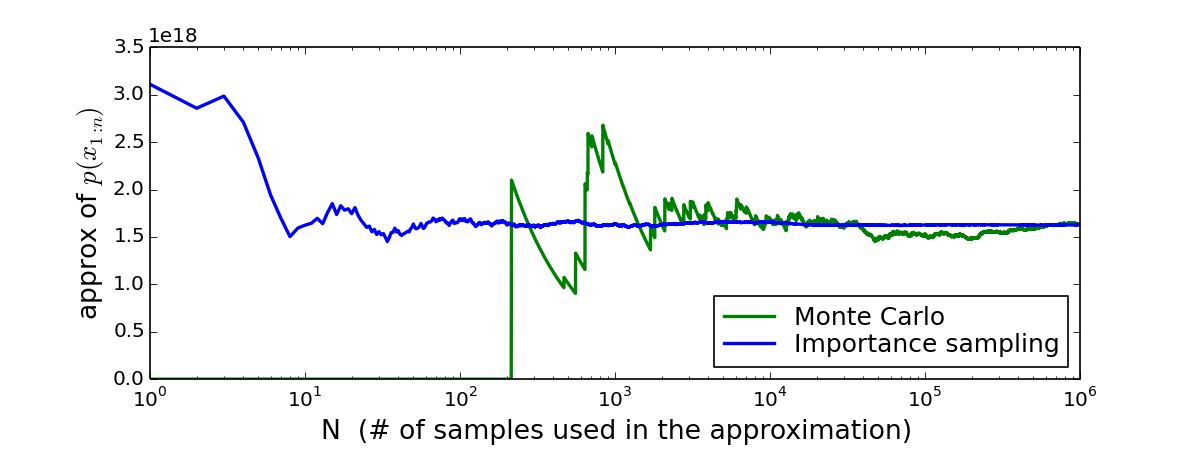 1e18
3.5
3.0
2.5
2.0
1.5
1.0
0.5
0.0
approx of p(x_{1:n})
10^0 10^1 10^2 10^3 10^4 10^5 10^6
N (# of samples used in the approximation)
Monte Carlo
Importance sampling